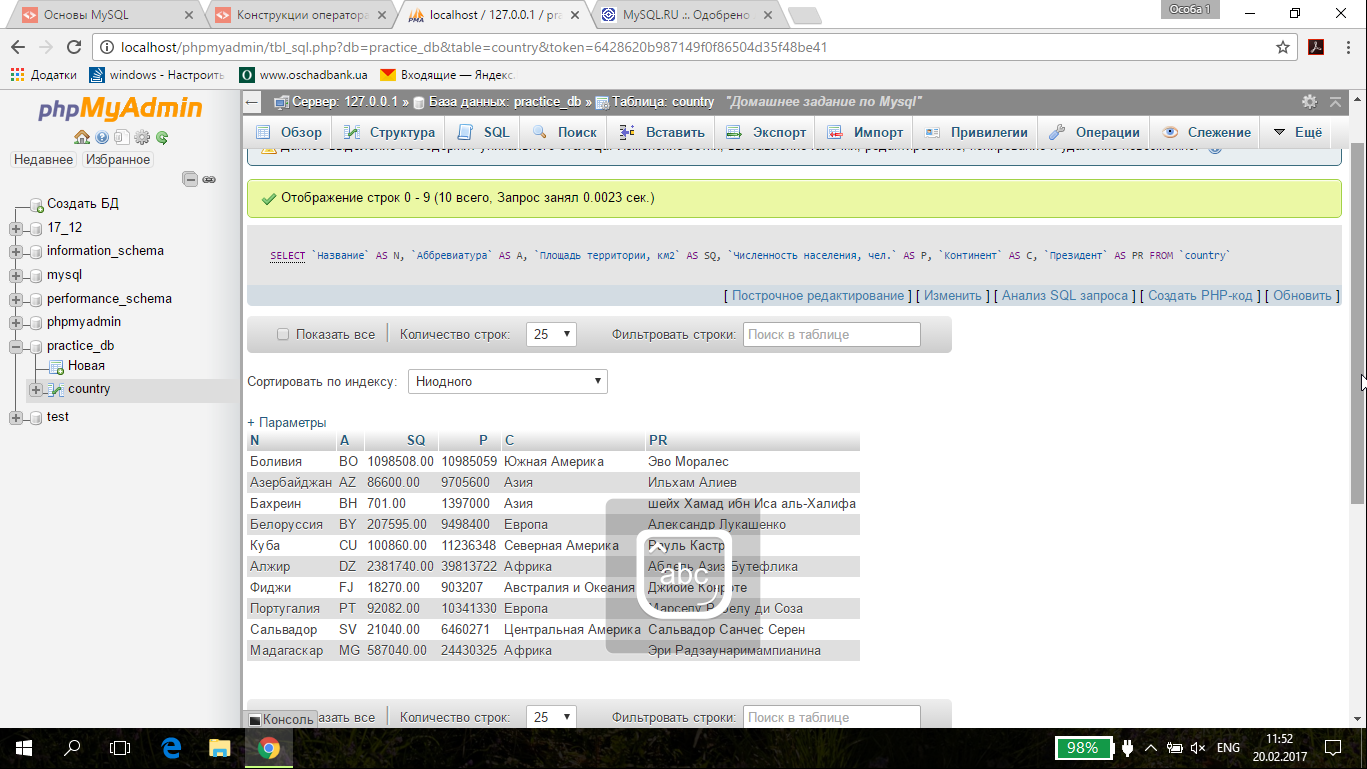 Основы MySQL
Конструкции оператора
localhost / 127.0.0.1 / pra
MySQL.RU .:. Одобрено
Особа 1
localhost/phpmyadmin/tbl_sql.php?db=practice_db&table=country&token=6428620b987149f0f86504d35f48be41
Додатки windows - Настроить www.oschadbank.ua Входящие — Яндекс.
phpMyAdmin
Недавнее Избранное
Создать БД
17_12
information_schema
mysql
performance_schema
phpmyadmin
practice_db
Новая
country
test
Сервер: 127.0.0.1 » База данных: practice_db » Таблица: country "Домашнее задание по Mysql"
Обзор Структура SQL Поиск Вставить Экспорт Импорт Привилегии Операции Слежение Ещё
Отображение строк 0 - 9 (10 всего, Запрос занял 0.0023 сек.)
SELECT `Название` AS N, `Аббревиатура` AS A, `Площадь территории, км2` AS SQ, `Численность населения, чел.` AS P, `Континент` AS C, `Президент` AS PR FROM `country`
[ Построчное редактирование ] [ Изменить ] [ Анализ SQL запроса ] [ Создать PHP-код ] [ Обновить ]
Показать все Количество строк: 25 Фильтровать строки: Поиск в таблице
Сортировать по индексу: Ниодного
+ Параметры
N A SQ P C PR
Боливия BO 1098508.00 10985059 Южная Америка Эво Моралес
Азербайджан AZ 86600.00 9705600 Азия Ильхам Алиев
Бахреин BH 701.00 1397000 Азия шейх Хамад ибн Иса аль-Халифа
Белоруссия BY 207595.00 9498400 Европа Александр Лукашенко
Куба CU 100860.00 11236348 Северная Америка Рауль Кастр
Алжир DZ 2381740.00 39813722 Африка Абдель Азиз Бутефлика
Фиджи FJ 18270.00 903207 Австралия и Океания Джиоие
Португалия PT 92082.00 10341330 Европа Марселу ди Соза
Сальвадор SV 21040.00 6460271 Центральная Америка Сальвадор Санчес Серен
Мадагаскар MG 587040.00 24430325 Африка Эри Радзаунаримампианина
abc
Консоль
азать все Количество строк: 25 Фильтровать строки: Поиск в таблице
98% ENG 11:52
20.02.2017